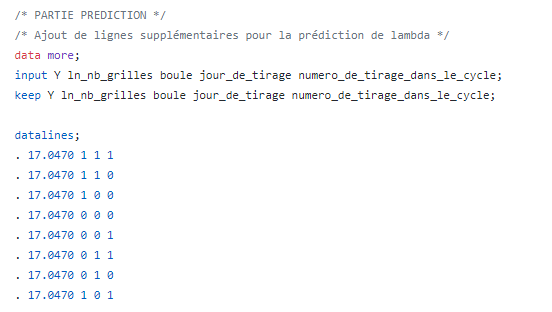 /* PARTIE PREDICTION */
/* Ajout de lignes supplémentaires pour la prédiction de lambda */
data more;
input Y ln_nb_grilles boule jour_de_tirage numero_de_tirage_dans_le_cycle;
keep Y ln_nb_grilles boule jour_de_tirage numero_de_tirage_dans_le_cycle;
datalines;
. 17.0470 1 1 1
. 17.0470 1 1 0
. 17.0470 1 0 0
. 17.0470 0 0 0
. 17.0470 0 0 1
. 17.0470 0 1 1
. 17.0470 0 1 0
. 17.0470 1 0 1